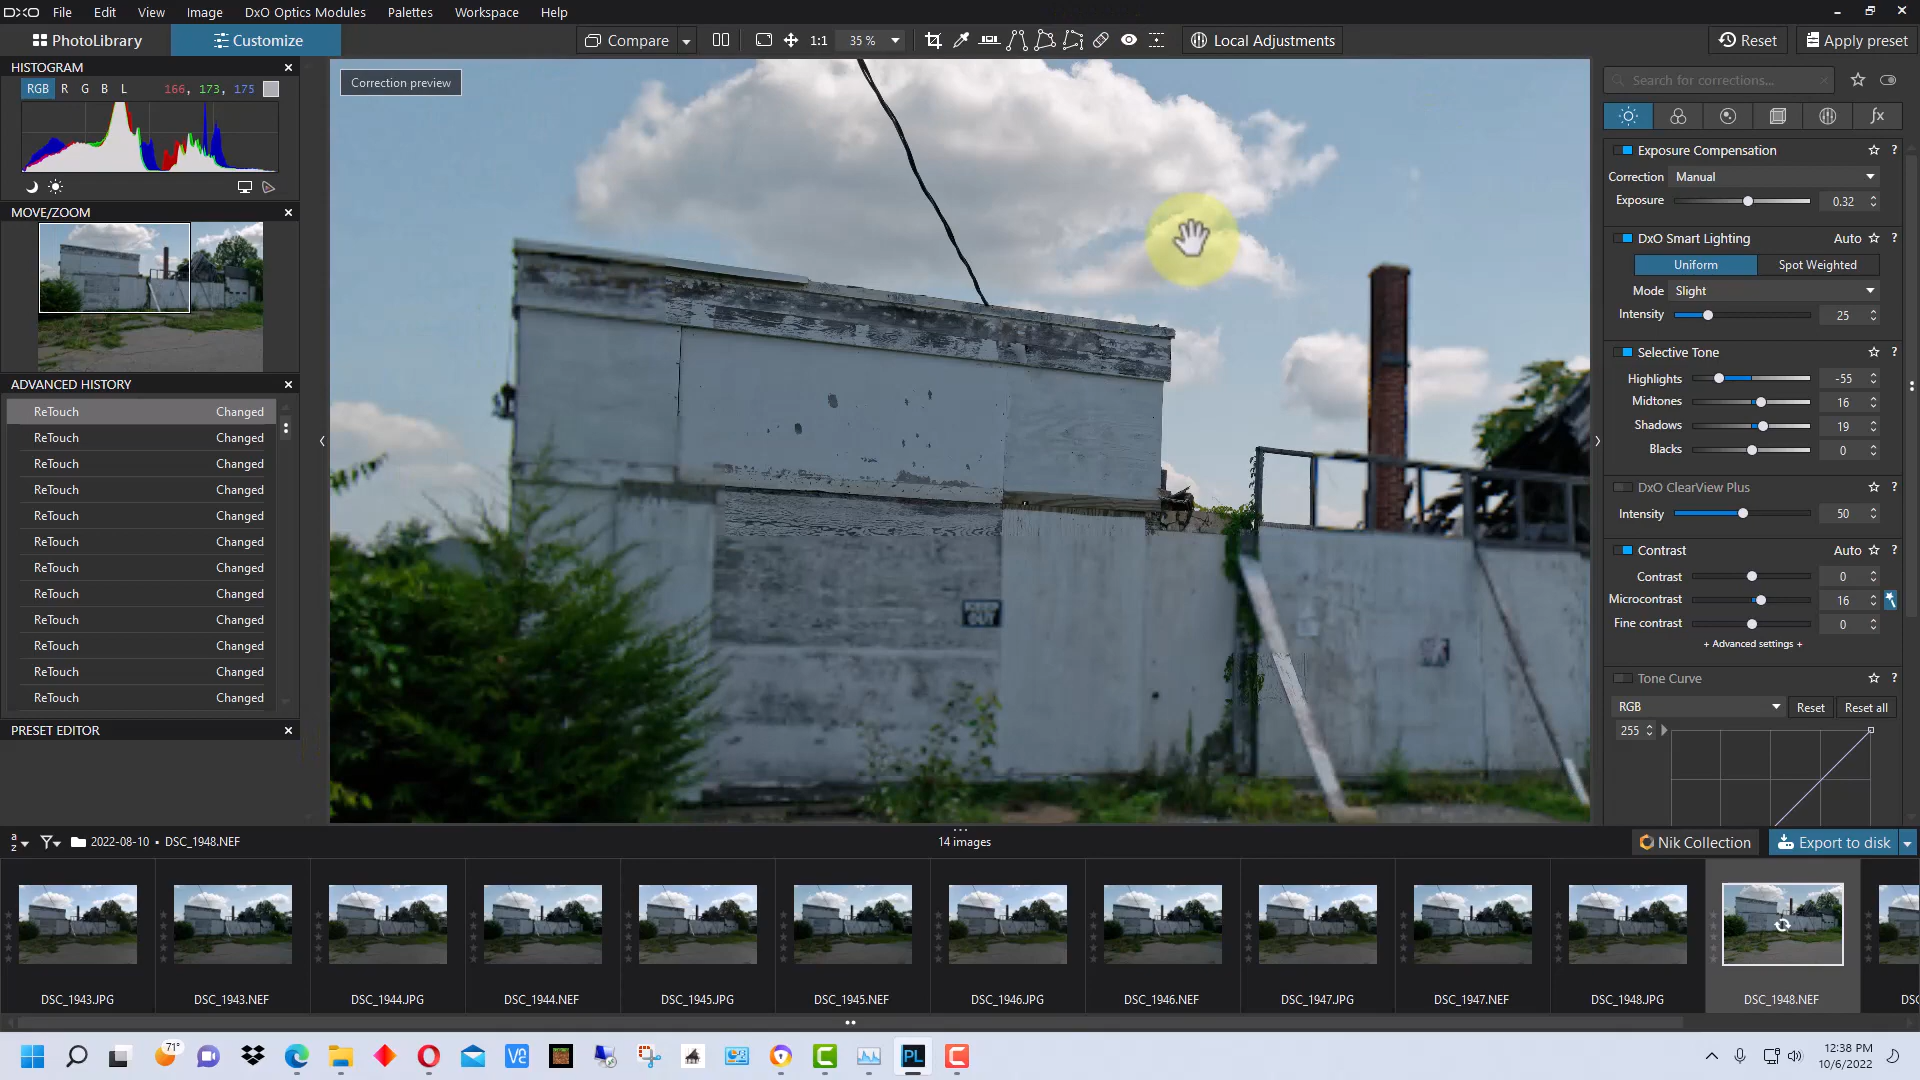 DXO File Edit View Image DxO Optics Modules Palettes Workspace Help
PhotoLibrary Customize Compare 1:1 35 % Local Adjustments Reset Apply preset
HISTOGRAM
RGB R G B L 166, 173, 175
MOVE/ZOOM
ADVANCED HISTORY
ReTouch Changed
ReTouch Changed
ReTouch Changed
ReTouch Changed
ReTouch Changed
ReTouch Changed
ReTouch Changed
ReTouch Changed
ReTouch Changed
ReTouch Changed
ReTouch Changed
ReTouch Changed
PRESET EDITOR
Correction preview
KEEP
OUT
Search for corrections...
fx
Exposure Compensation ?
Correction Manual
Exposure 0.32
DxO Smart Lighting Auto ?
Uniform Spot Weighted
Mode Slight
Intensity 25
Selective Tone ?
Highlights -55
Midtones 16
Shadows 19
Blacks 0
DxO ClearView Plus ?
Intensity 50
Contrast Auto ?
Contrast 0
Microcontrast 16
Fine contrast 0
+ Advanced settings +
Tone Curve ?
RGB Reset Reset all
255
a
z
2022-08-10 • DSC_1948.NEF 14 images Nik Collection Export to disk
DSC_1943.JPG DSC_1943.NEF DSC_1944.JPG DSC_1944.NEF DSC_1945.JPG DSC_1945.NEF DSC_1946.JPG DSC_1946.NEF DSC_1947.JPG DSC_1947.NEF DSC_1948.JPG DSC_1948.NEF DSC
71°
PL
12:38 PM
10/6/2022